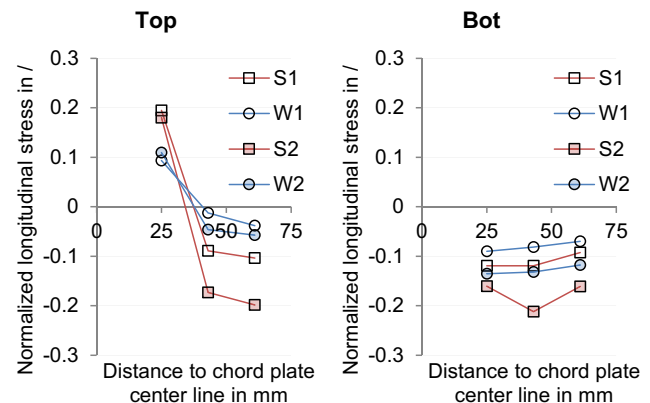 Top
Normalized longitudinal stress in /
0.3
0.2
0.1
0
-0.1
-0.2
-0.3
0 25 50 75
S1
W1
S2
W2
Distance to chord plate
center line in mm
Bot
Normalized longitudinal stress in /
0.3
0.2
0.1
0
-0.1
-0.2
-0.3
0 25 50 75
S1
W1
S2
W2
Distance to chord plate
center line in mm